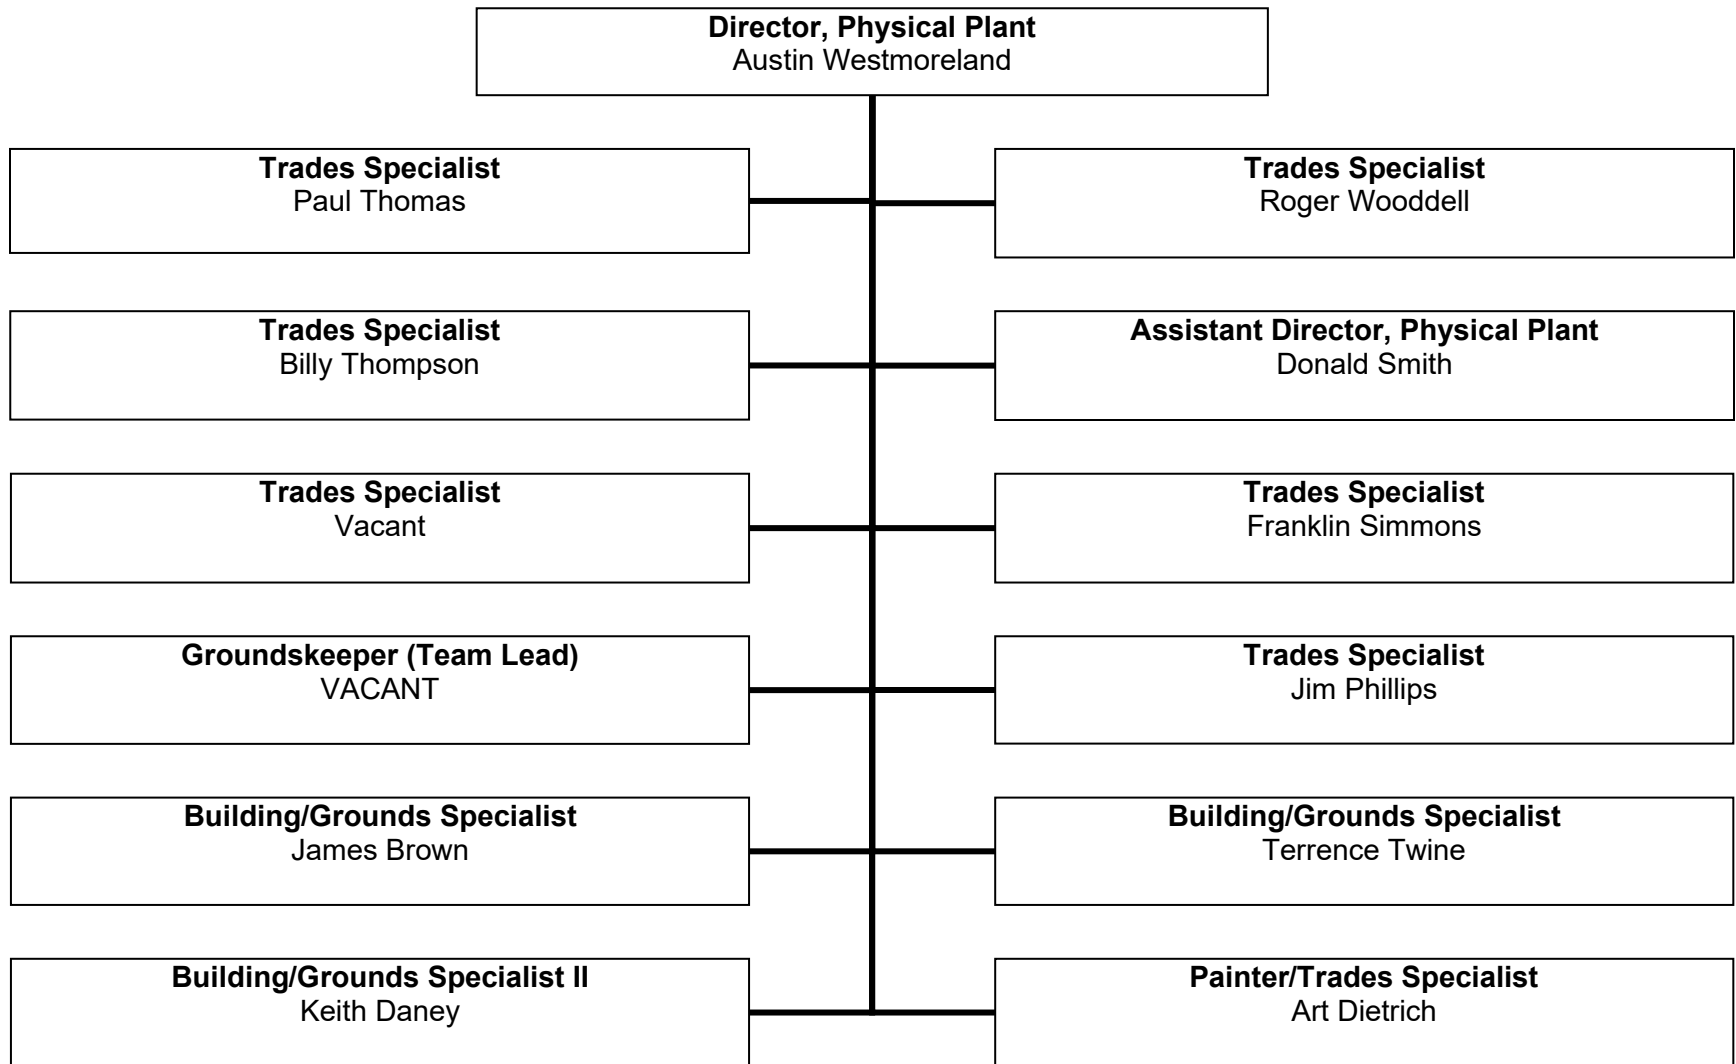 Director, Physical Plant
Austin Westmoreland
Trades Specialist
Paul Thomas
Trades Specialist
Roger Wooddell
Trades Specialist
Billy Thompson
Assistant Director, Physical Plant
Donald Smith
Trades Specialist
Vacant
Trades Specialist
Franklin Simmons
Groundskeeper (Team Lead)
VACANT
Trades Specialist
Jim Phillips
Building/Grounds Specialist
James Brown
Building/Grounds Specialist
Terrence Twine
Building/Grounds Specialist II
Keith Daney
Painter/Trades Specialist
Art Dietrich